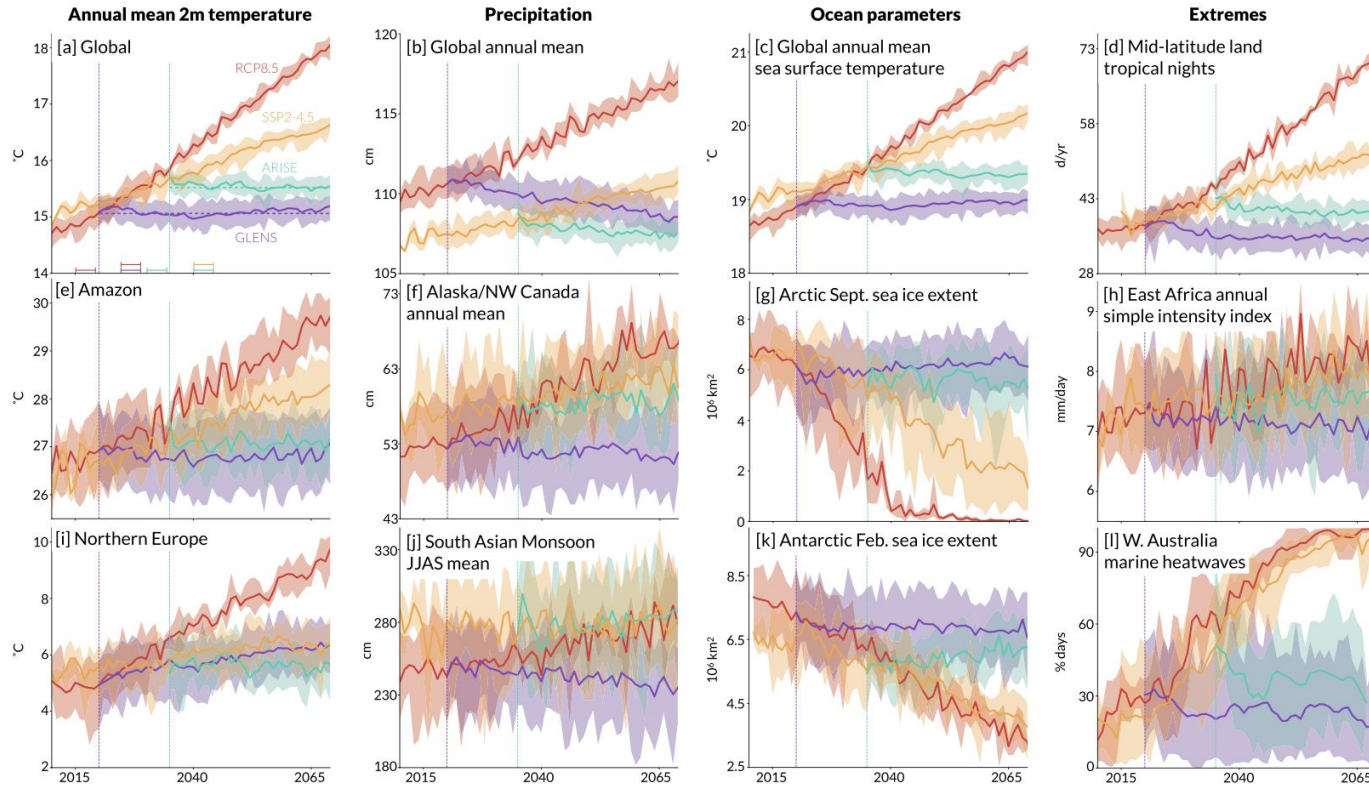 Annual mean 2m temperature
Precipitation
Ocean parameters
Extremes
[a] Global
18
17
16
15
14
˚C
RCP8.5
SSP2-4.5
ARISE
GLENS
[b] Global annual mean
120
115
110
105
cm
[c] Global annual mean
sea surface temperature
21
20
19
18
˚C
[d] Mid-latitude land
tropical nights
73
58
43
28
d/yr
[e] Amazon
30
29
28
27
26
˚C
[f] Alaska/NW Canada
annual mean
73
63
53
43
cm
[g] Arctic Sept. sea ice extent
8
6
4
2
0
10⁶ km²
[h] East Africa annual
simple intensity index
9
8
7
6
mm/day
[i] Northern Europe
10
8
6
4
2
˚C
2015
2040
2065
[j] South Asian Monsoon
JJAS mean
330
280
230
180
cm
2015
2040
2065
[k] Antarctic Feb. sea ice extent
8.5
6.5
4.5
2.5
10⁶ km²
2015
2040
2065
[l] W. Australia
marine heatwaves
90
60
30
0
% days
2015
2040
2065